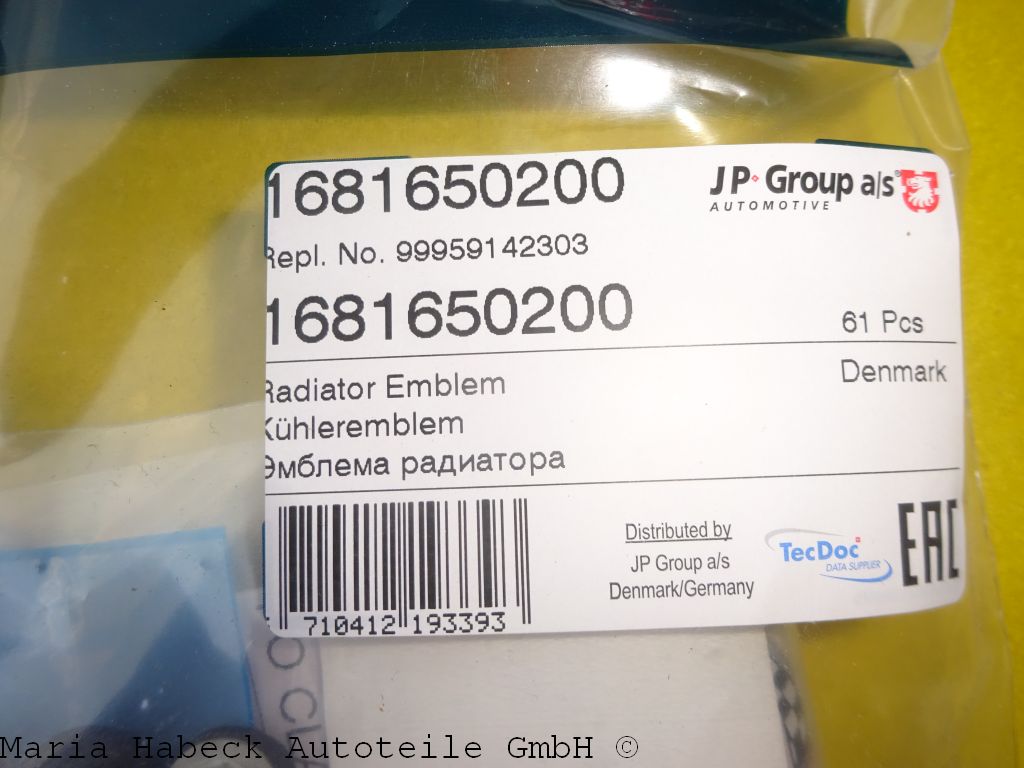 1681650200
JP Group a/s®
AUTOMOTIVE
Repl. No. 99959142303
1681650200
61 Pcs
Radiator Emblem
Denmark
Kühleremblem
Эмблема радиатора
Distributed by
JP Group a/s
Denmark/Germany
TecDoc
DATA SUPPLIER
EAC
710412 193393
Maria Habeck Autoteile GmbH ©